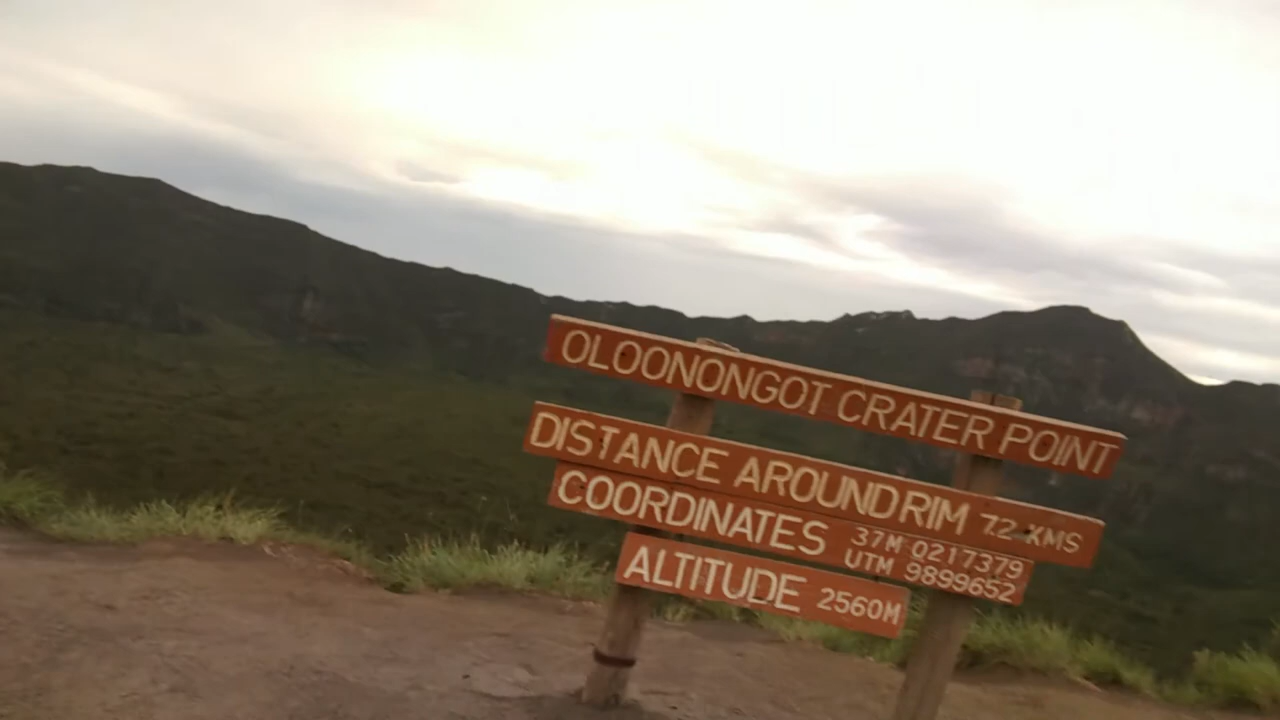 OLOONONGOT CRATER POINT
DISTANCE AROUND RIM 7.2 KMS
COORDINATES 37M 0217379
UTM 9899652
ALTITUDE 2560M